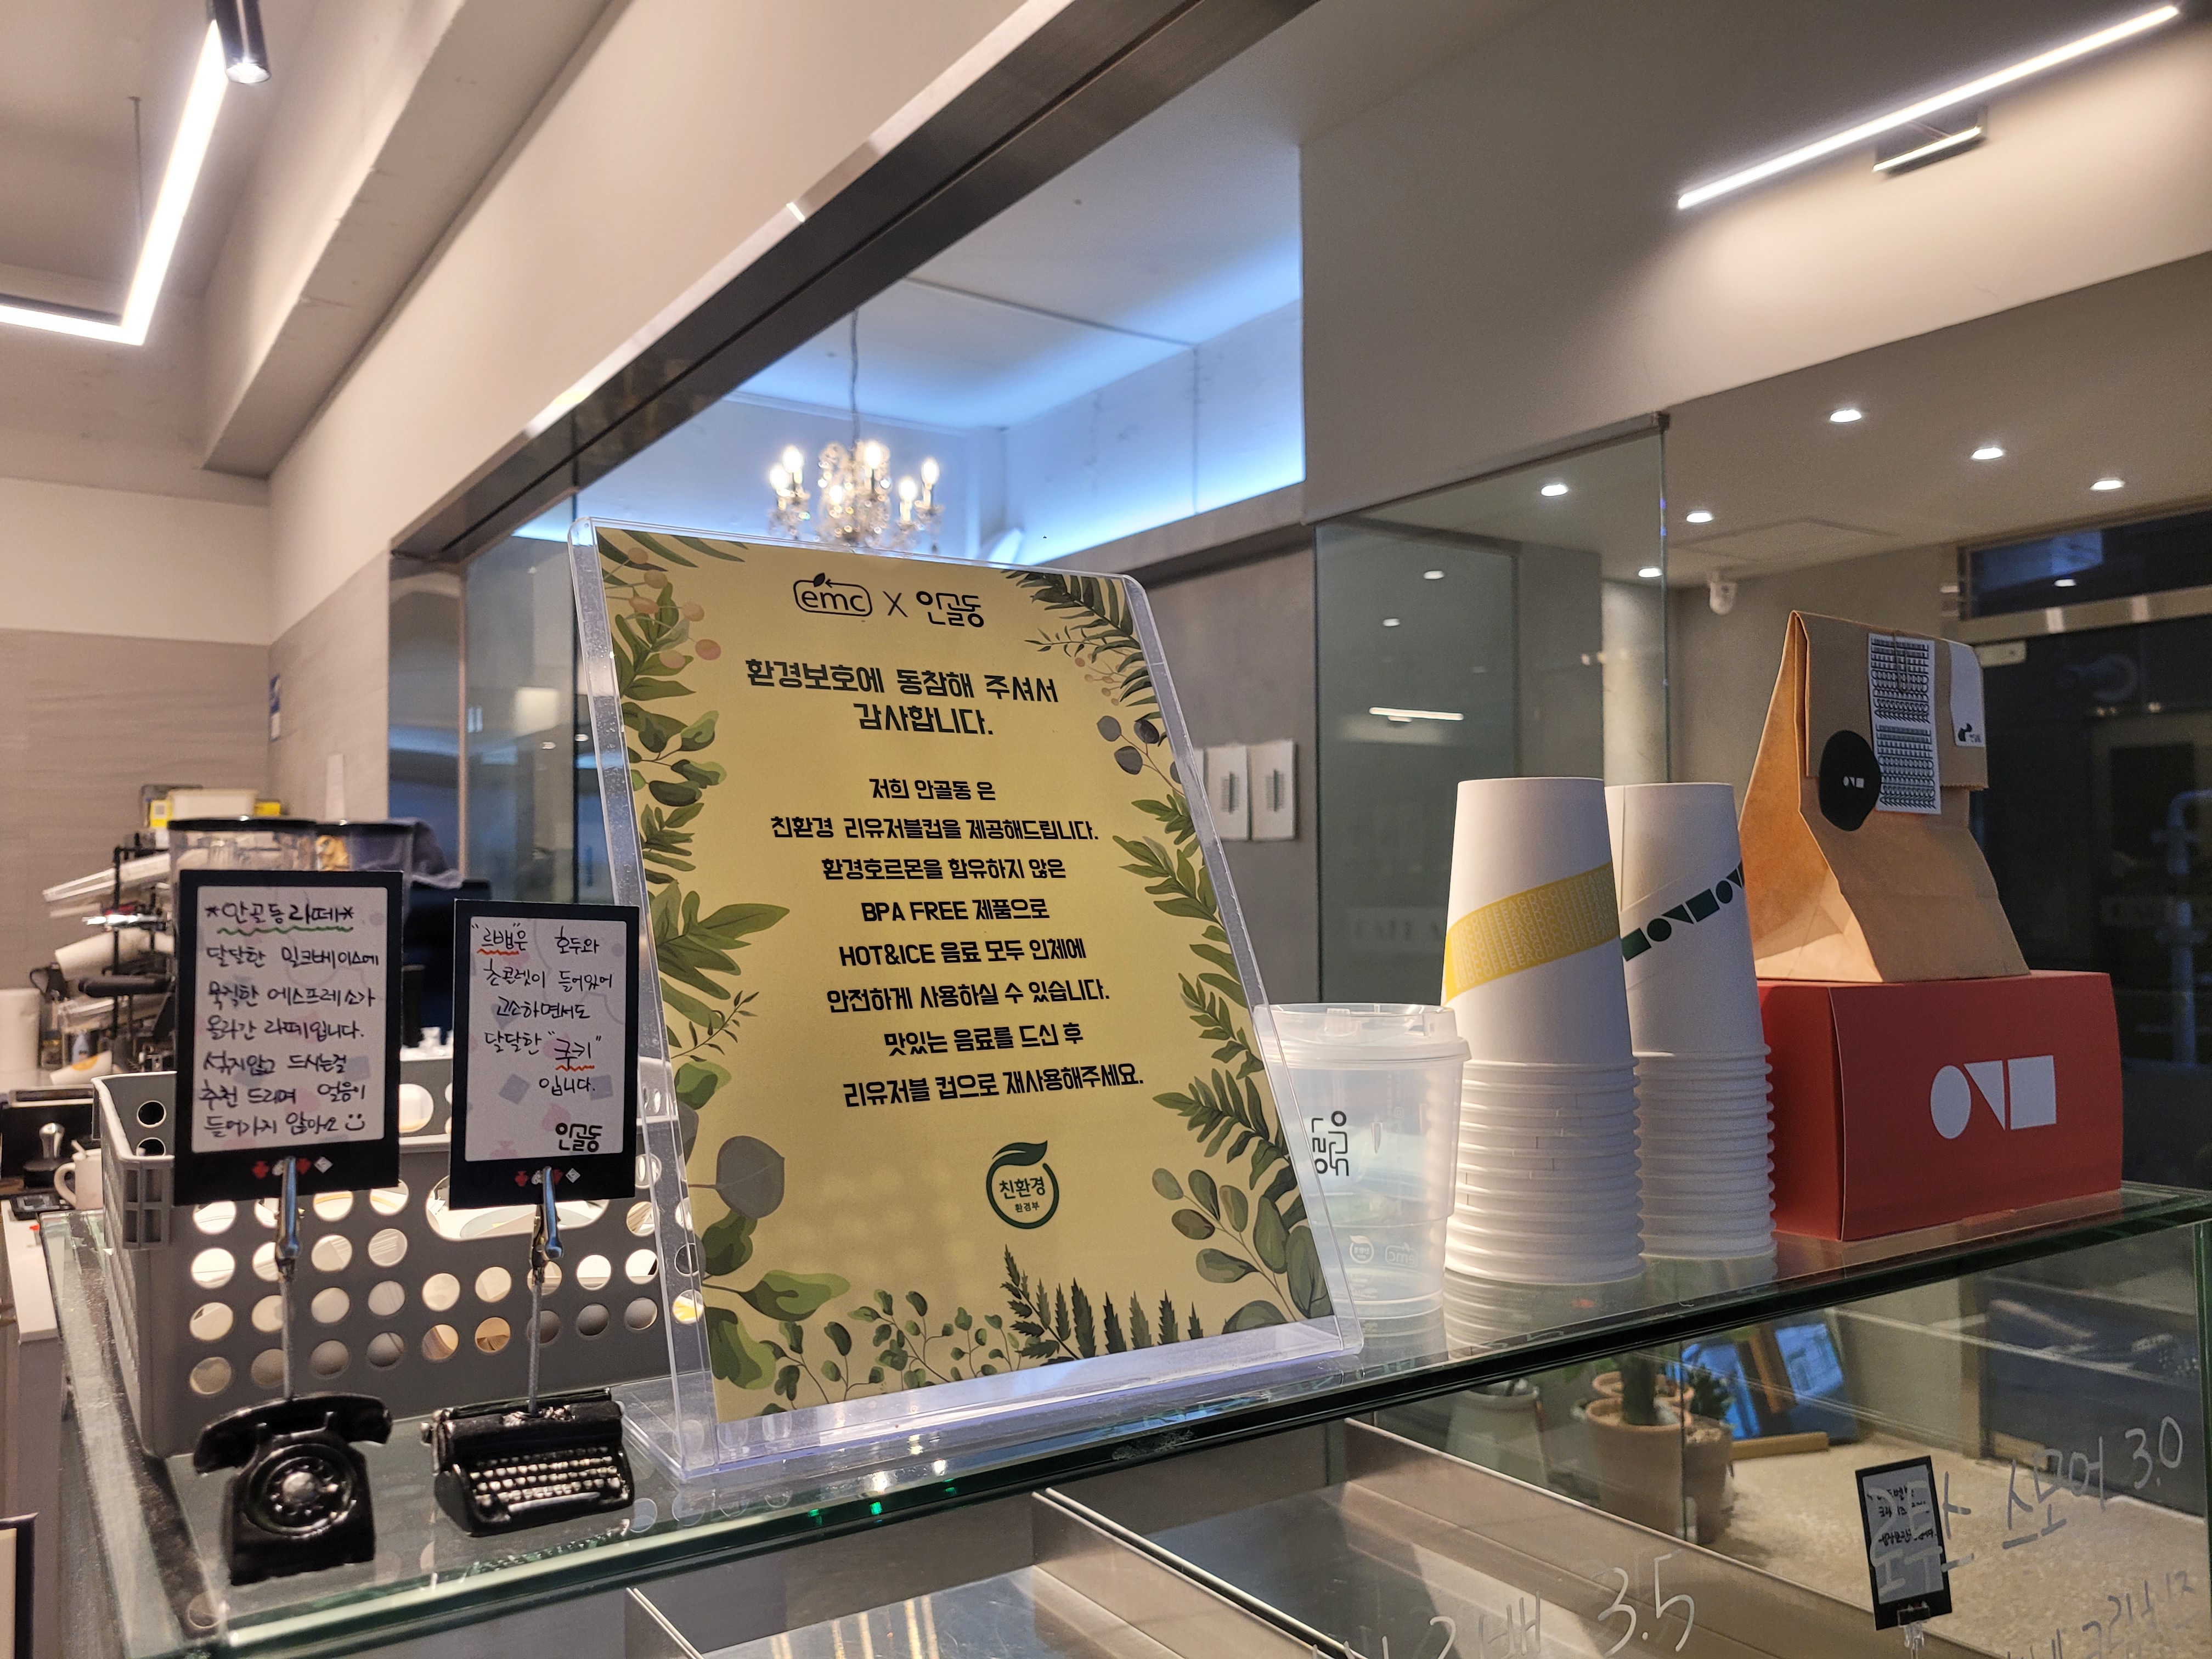 emc X 안골동
환경보호에 동참해 주셔서
감사합니다.
저희 안골동 은
친환경 리유저블컵을 제공해드립니다.
환경호르몬을 함유하지 않은
BPA FREE 제품으로
HOT&ICE 음료 모두 인체에
안전하게 사용하실 수 있습니다.
맛있는 음료를 드신 후
리유저블 컵으로 재사용해주세요.
친환경
환경부
*안골동라떼*
달달한 밀크베이스에
묵직한 에스프레소가
올라간 라떼입니다.
섞지않고 드시는걸
추천 드리며 얼음이
들어가지 않아요
"르뱅"은 호두와
초콜렛이 들어있어
고소하면서도
달달한 "쿠키"
입니다.
안골동
안골동
emc
스모어 3.0
3.5